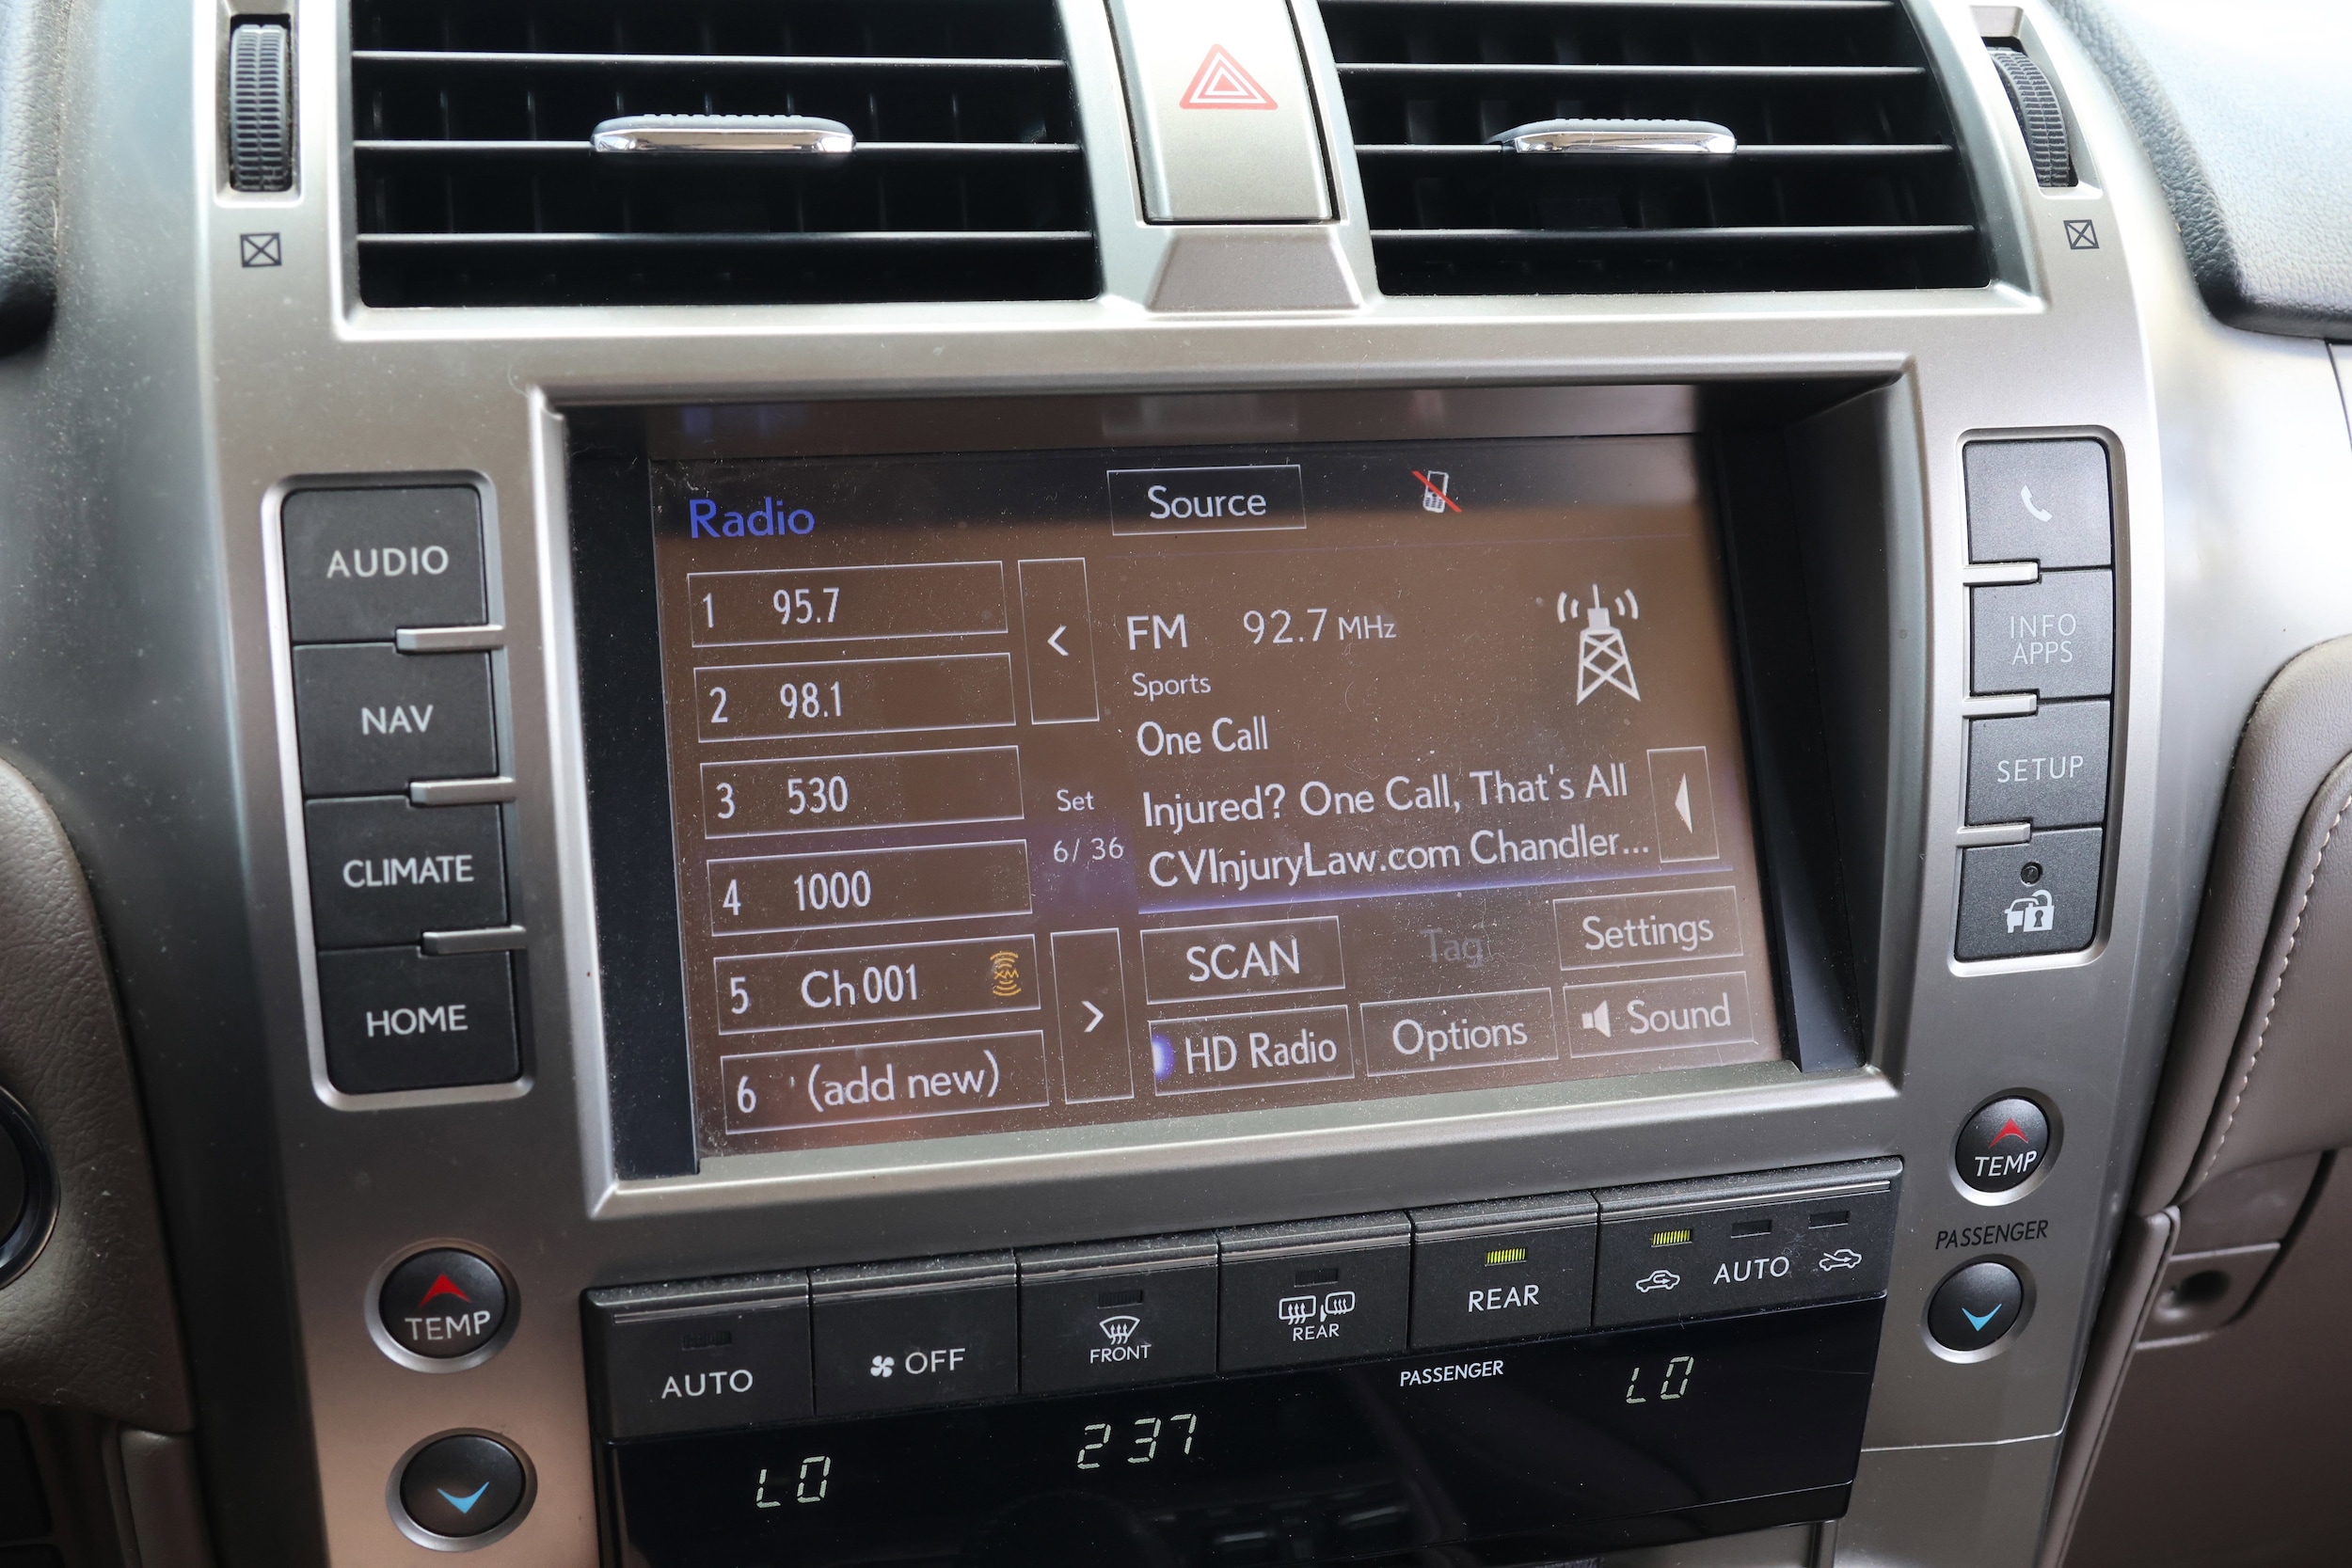 Radio
Source
1 95.7
2 98.1
3 530
4 1000
5 Ch 001
6 (add new)
<
Set
6/ 36
>
FM 92.7 MHz
Sports
One Call
Injured? One Call, That's All
CVInjuryLaw.com Chandler...
SCAN
Tag
Settings
HD Radio
Options
Sound
AUDIO
NAV
CLIMATE
HOME
INFO
APPS
SETUP
TEMP
TEMP
PASSENGER
AUTO
OFF
FRONT
REAR
REAR
AUTO
PASSENGER
LO
2 37
LO